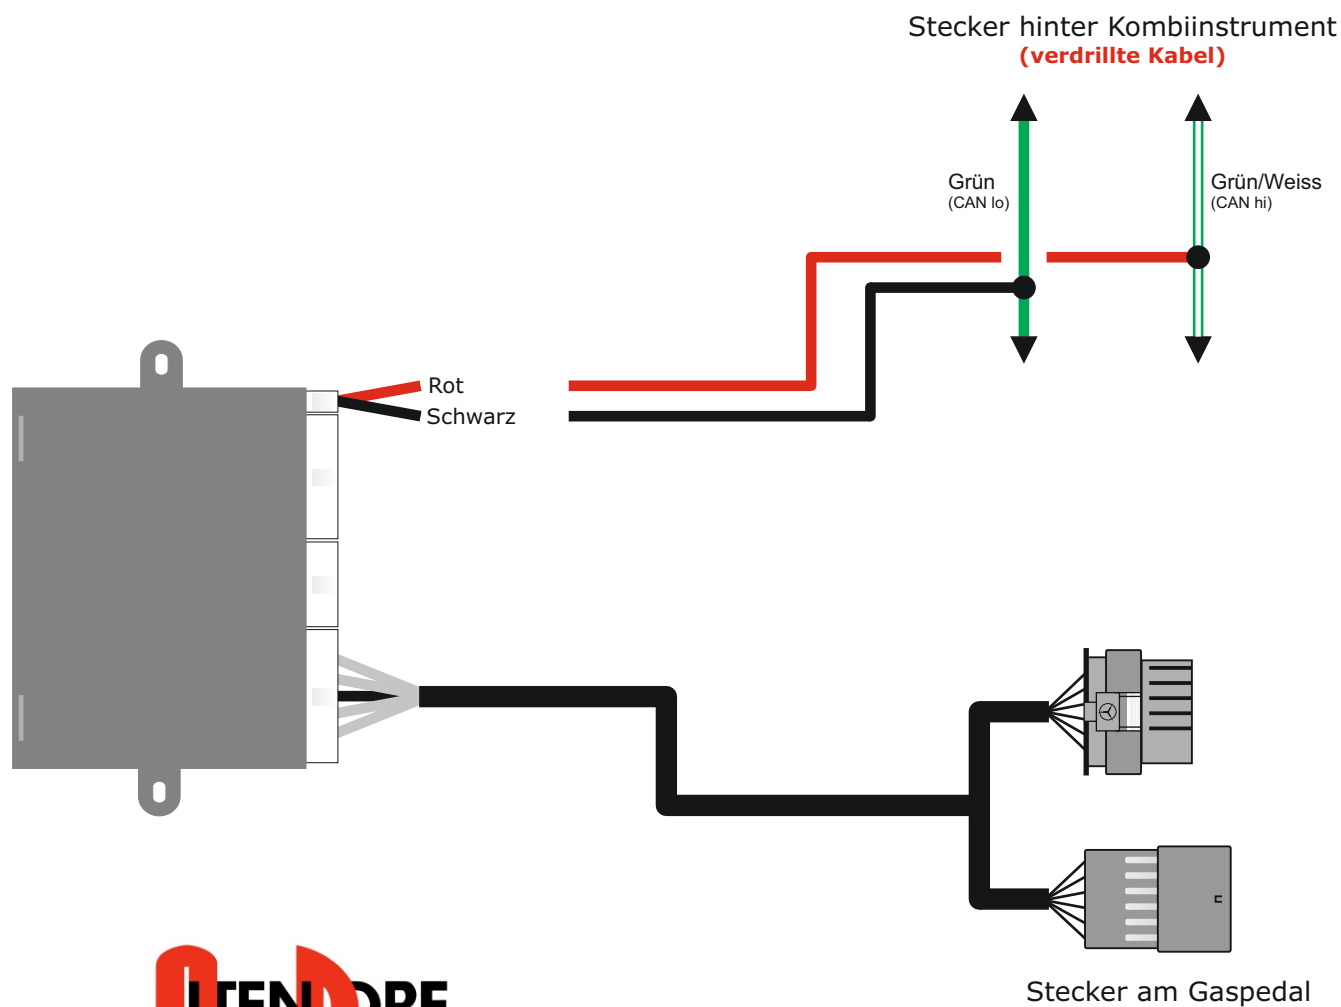 Stecker hinter Kombiinstrument
(verdrillte Kabel)
Grün
(CAN lo)
Grün/Weiss
(CAN hi)
Rot
Schwarz
Stecker am Gaspedal